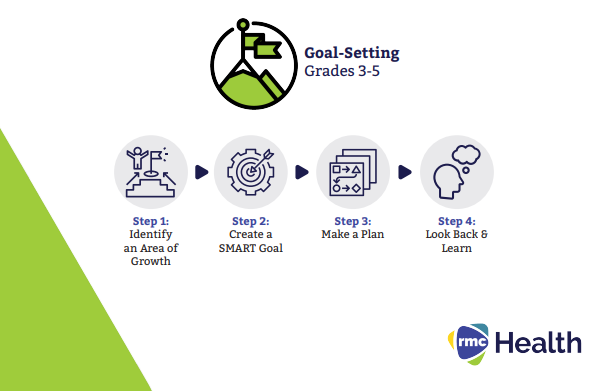 Goal-Setting
Grades 3-5
Step 1:
Identify
an Area of
Growth
Step 2:
Create a
SMART Goal
Step 3:
Make a Plan
Step 4:
Look Back &
Learn
rmc Health